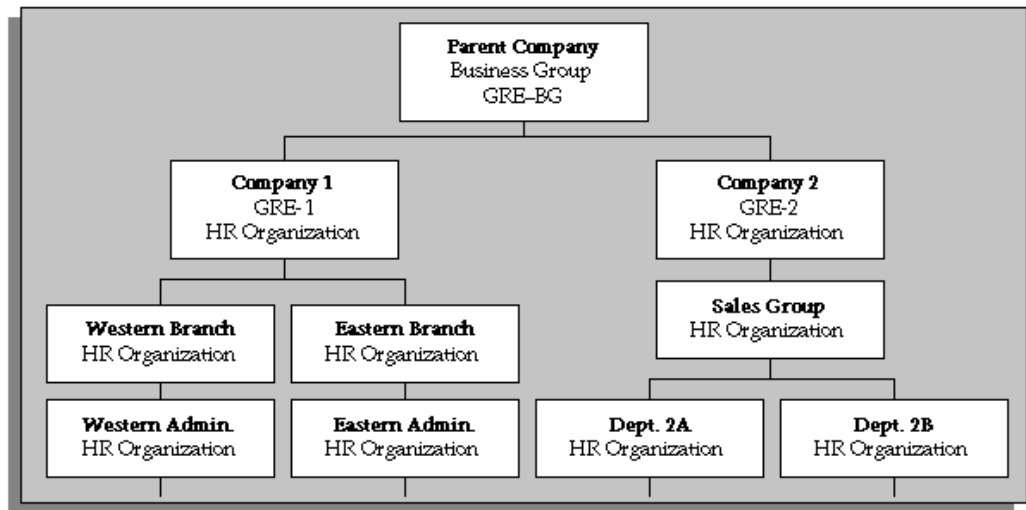 Parent Company
Business Group
GRE–BG
Company 1
GRE-1
HR Organization
Company 2
GRE-2
HR Organization
Western Branch
HR Organization
Eastern Branch
HR Organization
Sales Group
HR Organization
Western Admin.
HR Organization
Eastern Admin.
HR Organization
Dept. 2A
HR Organization
Dept. 2B
HR Organization